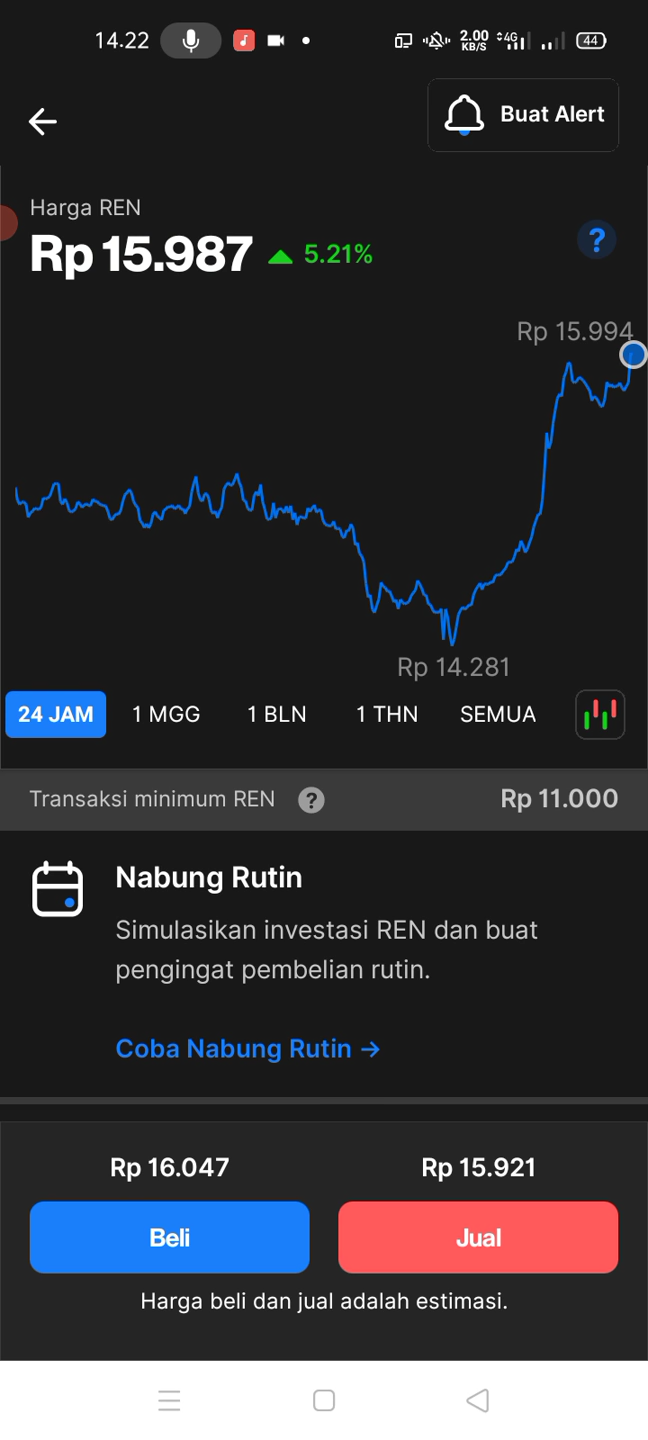 14.22
2.00
KB/S
4G
44
Buat Alert
Harga REN
Rp 15.987 5.21%
?
Rp 15.994
Rp 14.281
24 JAM 1 MGG 1 BLN 1 THN SEMUA
Transaksi minimum REN ? Rp 11.000
Nabung Rutin
Simulasikan investasi REN dan buat
pengingat pembelian rutin.
Coba Nabung Rutin →
Rp 16.047 Rp 15.921
Beli Jual
Harga beli dan jual adalah estimasi.